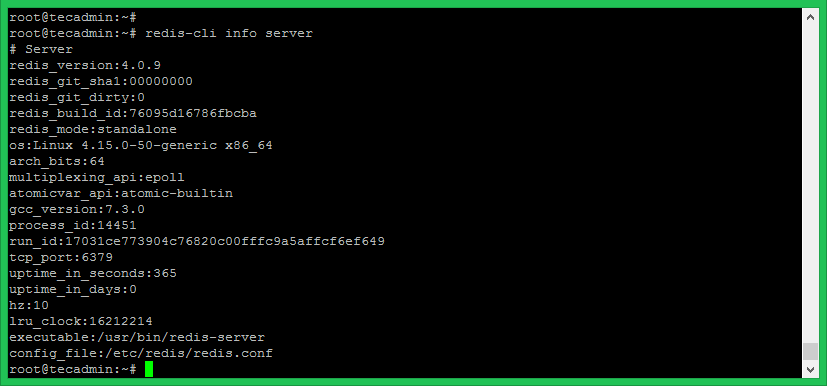 root@tecadmin:~#
root@tecadmin:~# redis-cli info server
# Server
redis_version:4.0.9
redis_git_sha1:00000000
redis_git_dirty:0
redis_build_id:76095d16786fbcba
redis_mode:standalone
os:Linux 4.15.0-50-generic x86_64
arch_bits:64
multiplexing_api:epoll
atomicvar_api:atomic-builtin
gcc_version:7.3.0
process_id:14451
run_id:17031ce773904c76820c00fffc9a5affcf6ef649
tcp_port:6379
uptime_in_seconds:365
uptime_in_days:0
hz:10
lru_clock:16212214
executable:/usr/bin/redis-server
config_file:/etc/redis/redis.conf
root@tecadmin:~#